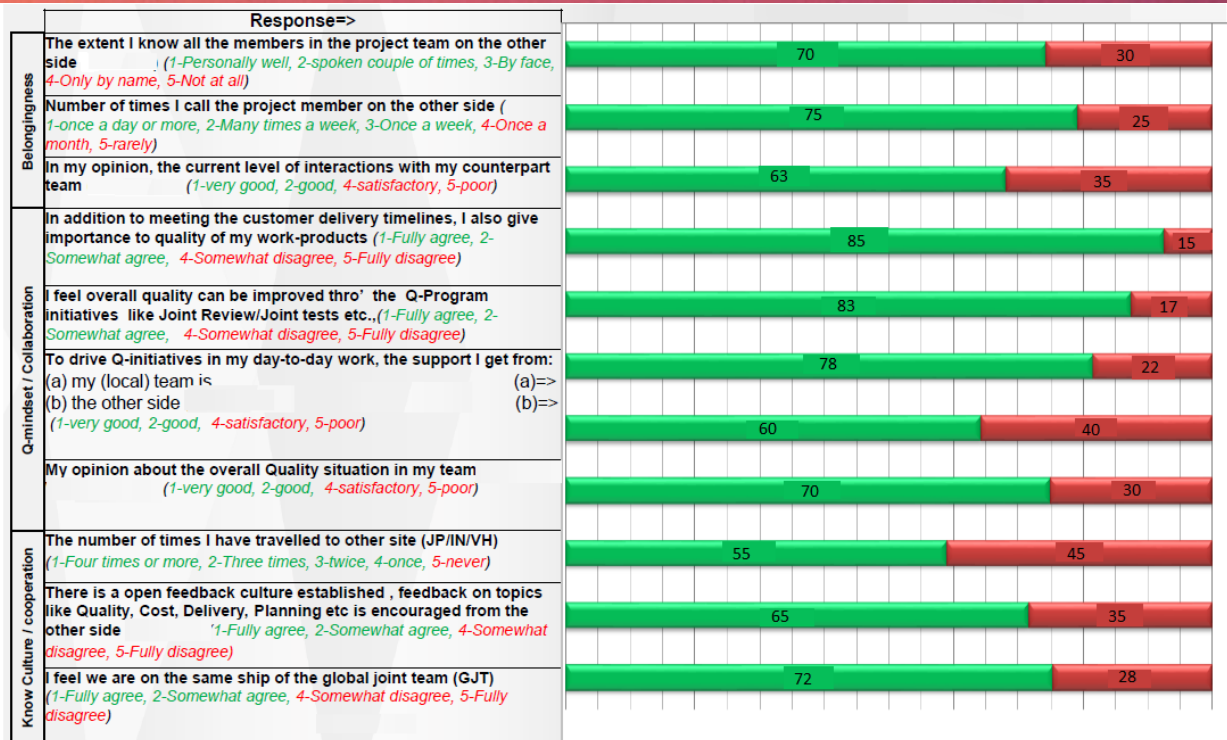 Response=>
Belongingness
The extent I know all the members in the project team on the other
side (1-Personally well, 2-spoken couple of times, 3-By face,
4-Only by name, 5-Not at all)
70 30
Number of times I call the project member on the other side (
1-once a day or more, 2-Many times a week, 3-Once a week, 4-Once a
month, 5-rarely)
75 25
In my opinion, the current level of interactions with my counterpart
team (1-very good, 2-good, 4-satisfactory, 5-poor)
63 35
Q-mindset / Collaboration
In addition to meeting the customer delivery timelines, I also give
importance to quality of my work-products (1-Fully agree, 2-
Somewhat agree, 4-Somewhat disagree, 5-Fully disagree)
85 15
I feel overall quality can be improved thro' the Q-Program
initiatives like Joint Review/Joint tests etc.,(1-Fully agree, 2-
Somewhat agree, 4-Somewhat disagree, 5-Fully disagree)
83 17
To drive Q-initiatives in my day-to-day work, the support I get from:
(a) my (local) team is (a)=>
78 22
(b) the other side (b)=>
(1-very good, 2-good, 4-satisfactory, 5-poor)
60 40
My opinion about the overall Quality situation in my team
(1-very good, 2-good, 4-satisfactory, 5-poor)
70 30
Know Culture / cooperation
The number of times I have travelled to other site (JP/IN/VH)
(1-Four times or more, 2-Three times, 3-twice, 4-once, 5-never)
55 45
There is a open feedback culture established , feedback on topics
like Quality, Cost, Delivery, Planning etc is encouraged from the
other side '1-Fully agree, 2-Somewhat agree, 4-Somewhat
disagree, 5-Fully disagree)
65 35
I feel we are on the same ship of the global joint team (GJT)
(1-Fully agree, 2-Somewhat agree, 4-Somewhat disagree, 5-Fully
disagree)
72 28